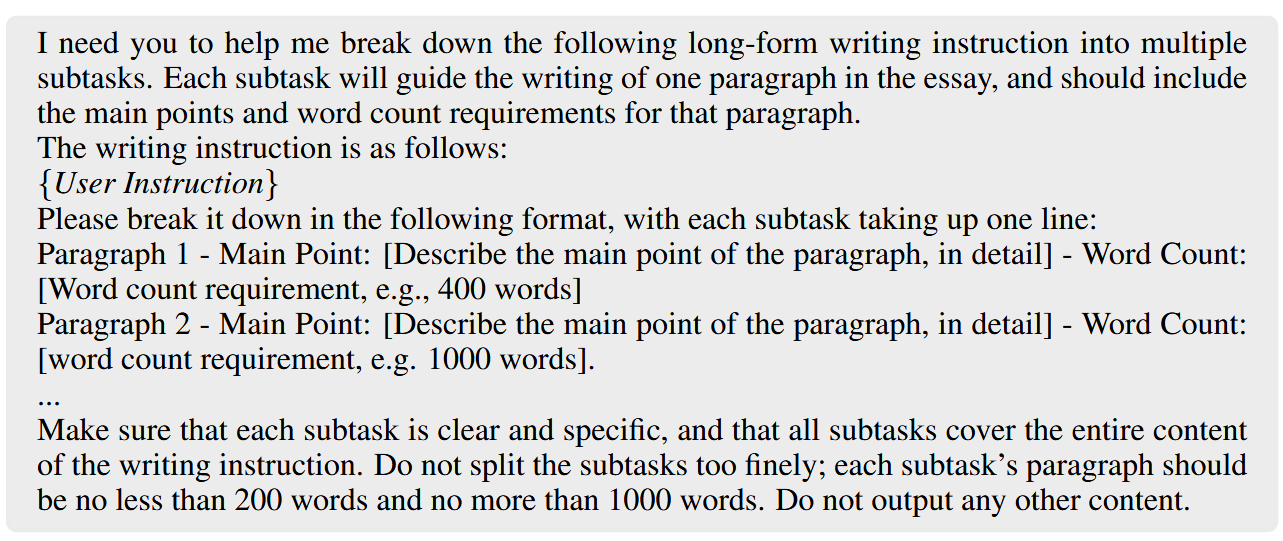 I need you to help me break down the following long-form writing instruction into multiple
subtasks. Each subtask will guide the writing of one paragraph in the essay, and should include
the main points and word count requirements for that paragraph.
The writing instruction is as follows:
{User Instruction}
Please break it down in the following format, with each subtask taking up one line:
Paragraph 1 - Main Point: [Describe the main point of the paragraph, in detail] - Word Count:
[Word count requirement, e.g., 400 words]
Paragraph 2 - Main Point: [Describe the main point of the paragraph, in detail] - Word Count:
[word count requirement, e.g. 1000 words].
...
Make sure that each subtask is clear and specific, and that all subtasks cover the entire content
of the writing instruction. Do not split the subtasks too finely; each subtask's paragraph should
be no less than 200 words and no more than 1000 words. Do not output any other content.